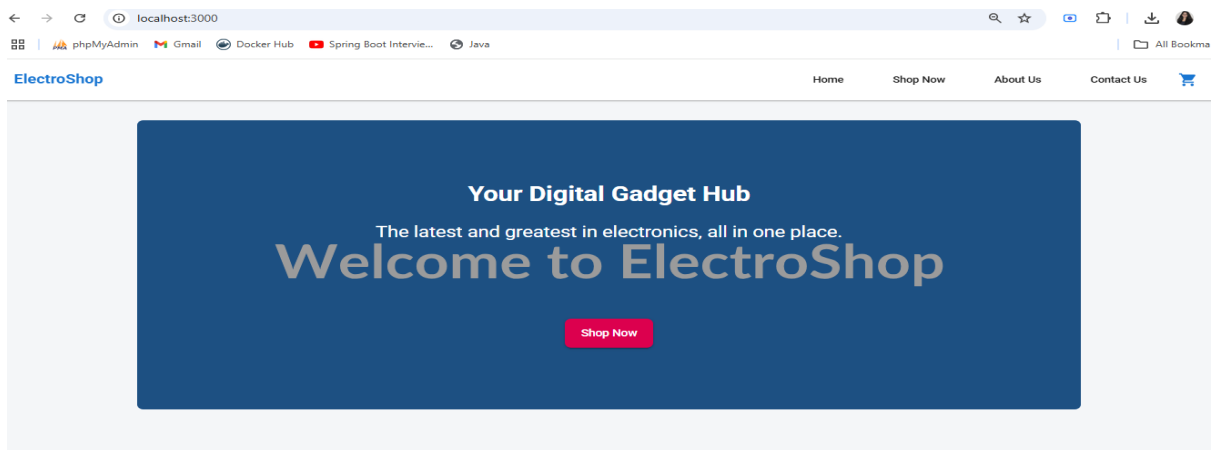 localhost:3000
phpMyAdmin Gmail Docker Hub Spring Boot Intervie... Java All Bookma
ElectroShop Home Shop Now About Us Contact Us
Your Digital Gadget Hub
The latest and greatest in electronics, all in one place.
Welcome to ElectroShop
Shop Now